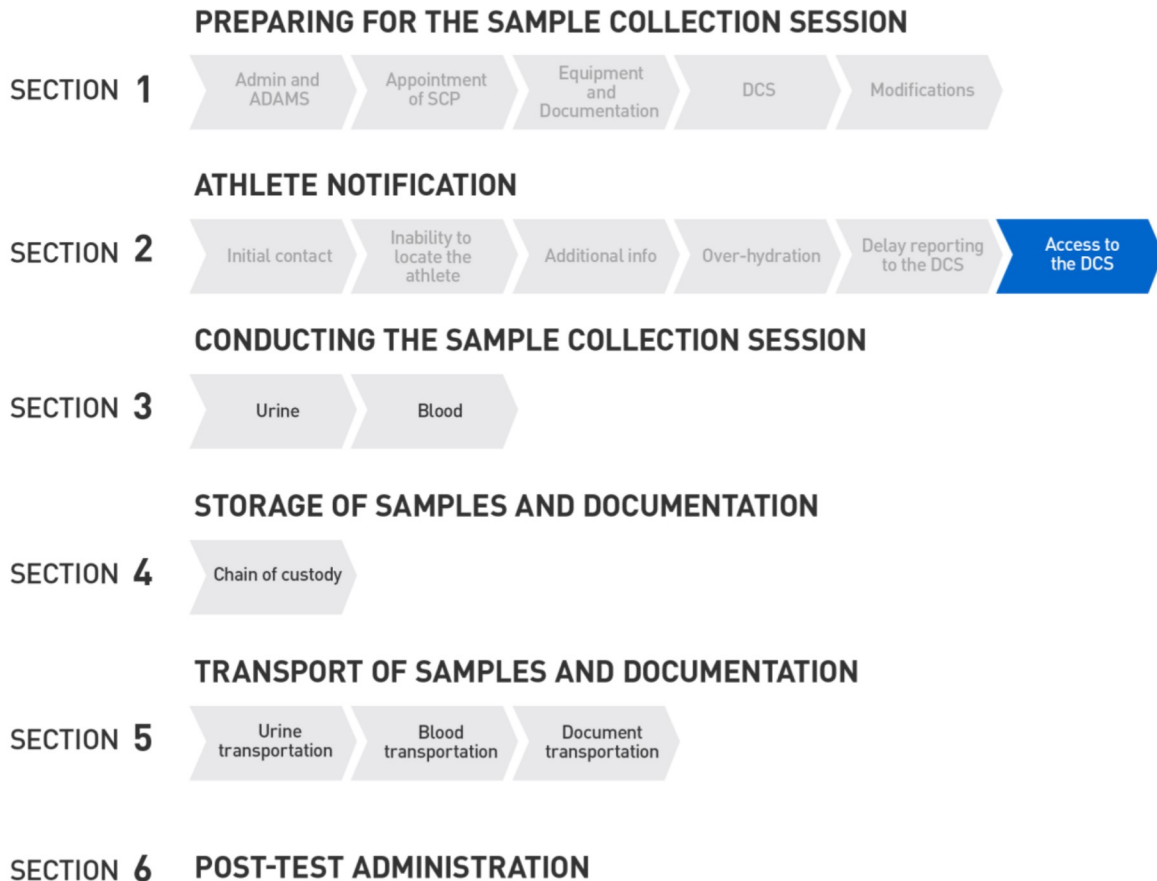 PREPARING FOR THE SAMPLE COLLECTION SESSION
SECTION 1
Admin and
ADAMS
Appointment
of SCP
Equipment
and
Documentation
DCS
Modifications
ATHLETE NOTIFICATION
SECTION 2
Initial contact
Inability to
locate the
athlete
Additional info
Over-hydration
Delay reporting
to the DCS
Access to
the DCS
CONDUCTING THE SAMPLE COLLECTION SESSION
SECTION 3
Urine
Blood
STORAGE OF SAMPLES AND DOCUMENTATION
SECTION 4
Chain of custody
TRANSPORT OF SAMPLES AND DOCUMENTATION
SECTION 5
Urine
transportation
Blood
transportation
Document
transportation
SECTION 6
POST-TEST ADMINISTRATION